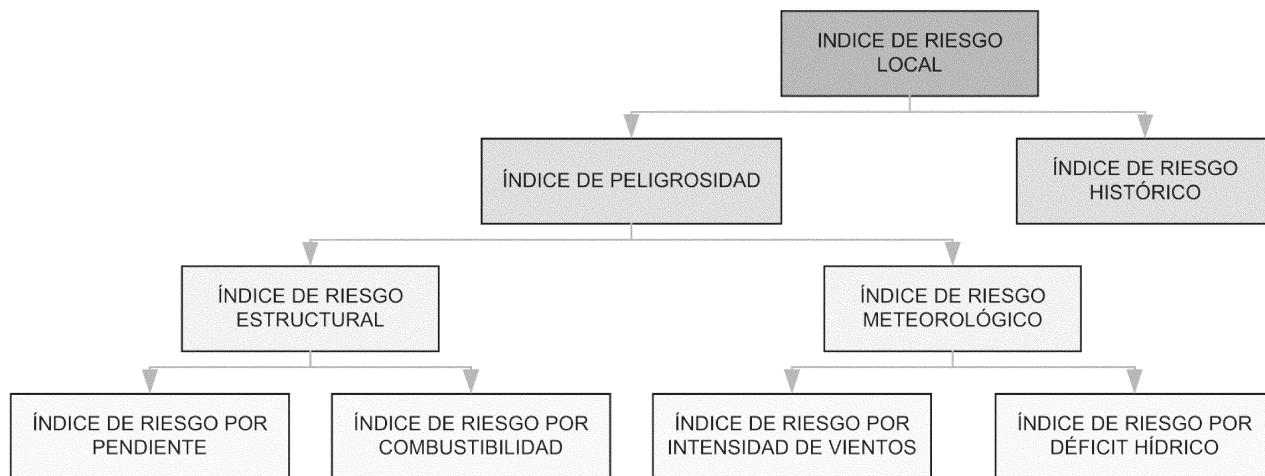 INDICE DE RIESGO
LOCAL
ÍNDICE DE PELIGROSIDAD
ÍNDICE DE RIESGO
HISTÓRICO
ÍNDICE DE RIESGO
ESTRUCTURAL
ÍNDICE DE RIESGO
METEOROLÓGICO
ÍNDICE DE RIESGO POR
PENDIENTE
ÍNDICE DE RIESGO POR
COMBUSTIBILIDAD
ÍNDICE DE RIESGO POR
INTENSIDAD DE VIENTOS
ÍNDICE DE RIESGO POR
DÉFICIT HÍDRICO